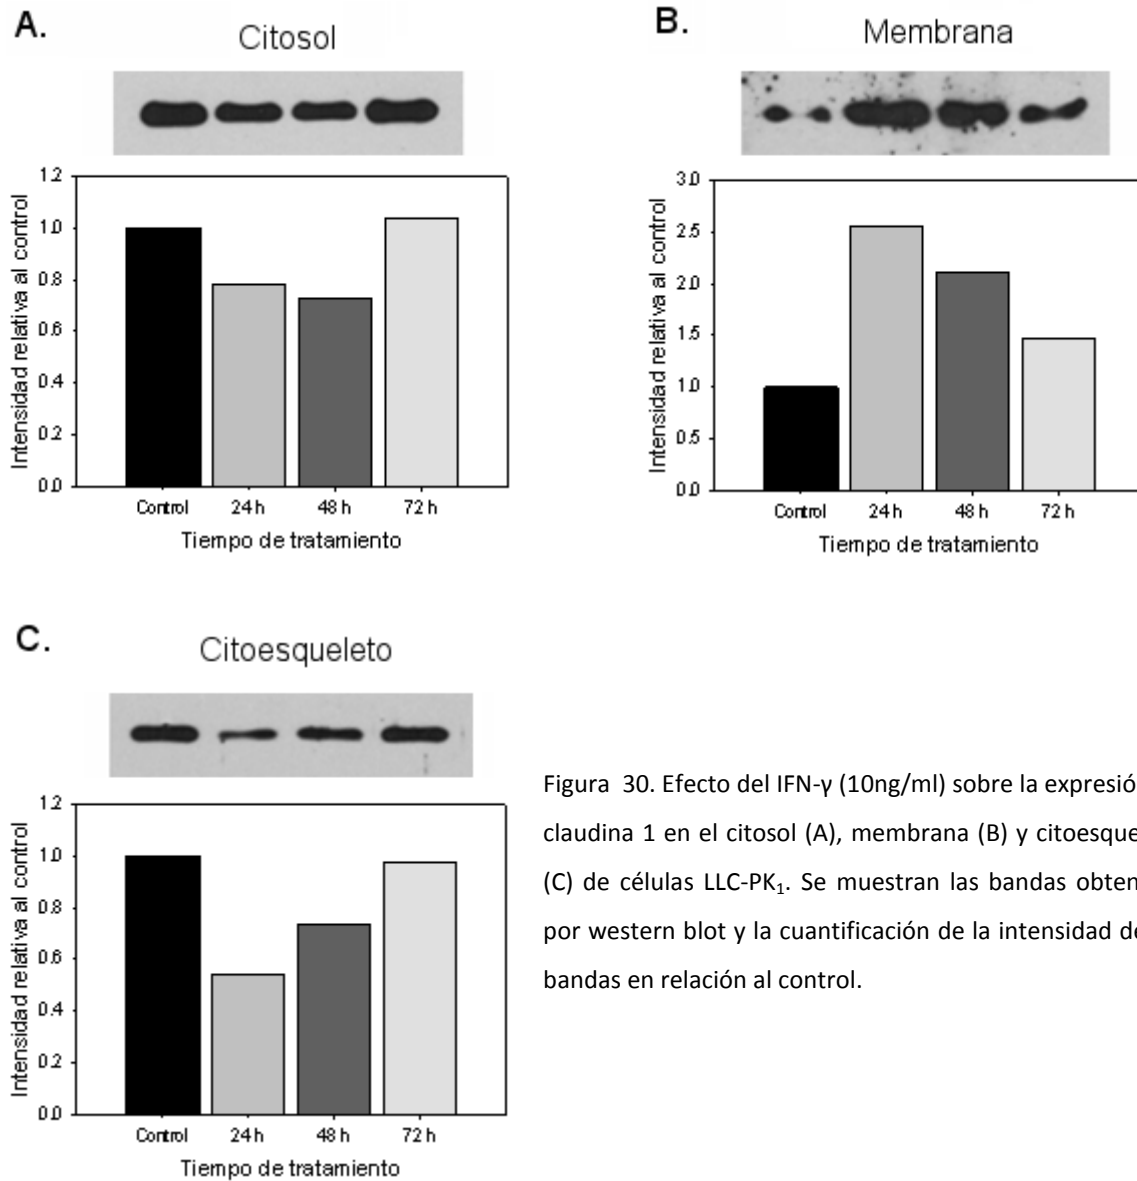 A.
Citosol
Intensidad relativa al control
1.2
1.0
0.8
0.6
0.4
0.2
0.0
Control 24 h 48 h 72 h
Tiempo de tratamiento
B.
Membrana
Intensidad relativa al control
3.0
2.5
2.0
1.5
1.0
0.5
0.0
Control 24 h 48 h 72 h
Tiempo de tratamiento
C.
Citoesqueleto
Intensidad relativa al control
1.2
1.0
0.8
0.6
0.4
0.2
0.0
Control 24 h 48 h 72 h
Tiempo de tratamiento
Figura 30. Efecto del IFN-γ (10ng/ml) sobre la expresió
claudina 1 en el citosol (A), membrana (B) y citoesque
(C) de células LLC-PK₁. Se muestran las bandas obten
por western blot y la cuantificación de la intensidad de
bandas en relación al control.